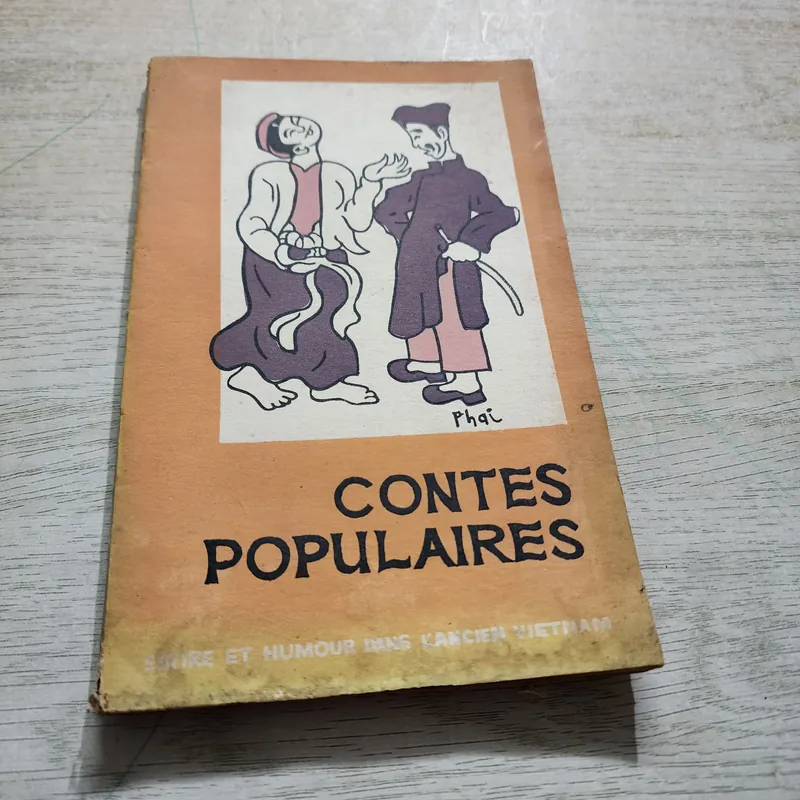 Phai
CONTES
POPULAIRES
SATIRE ET HUMOUR DANS L'ANCIEN VIETNAM